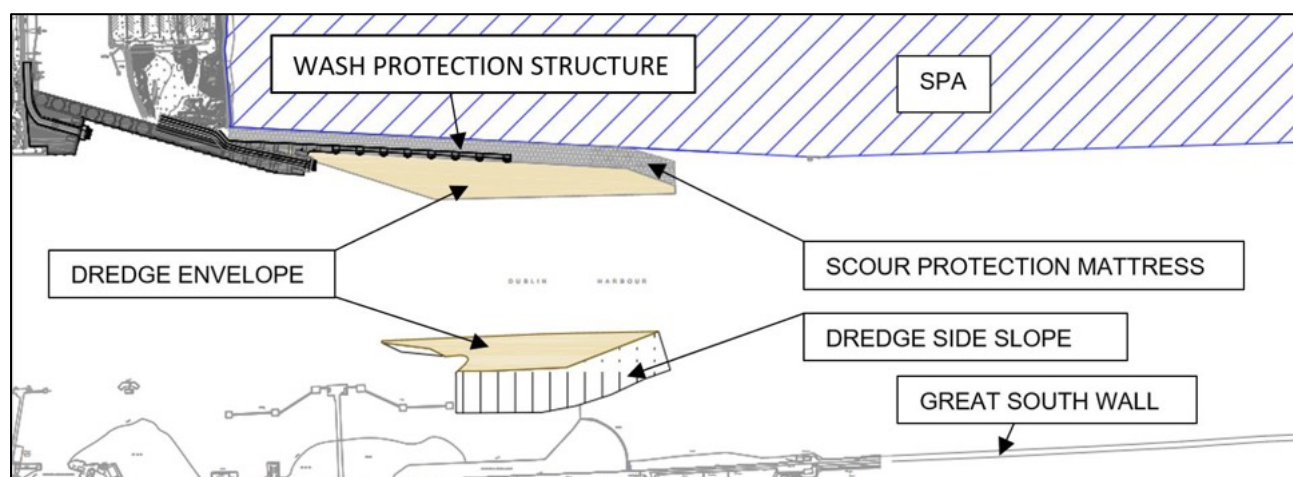 WASH PROTECTION STRUCTURE
SPA
DREDGE ENVELOPE
SCOUR PROTECTION MATTRESS
DUBLIN HARBOUR
DREDGE SIDE SLOPE
GREAT SOUTH WALL